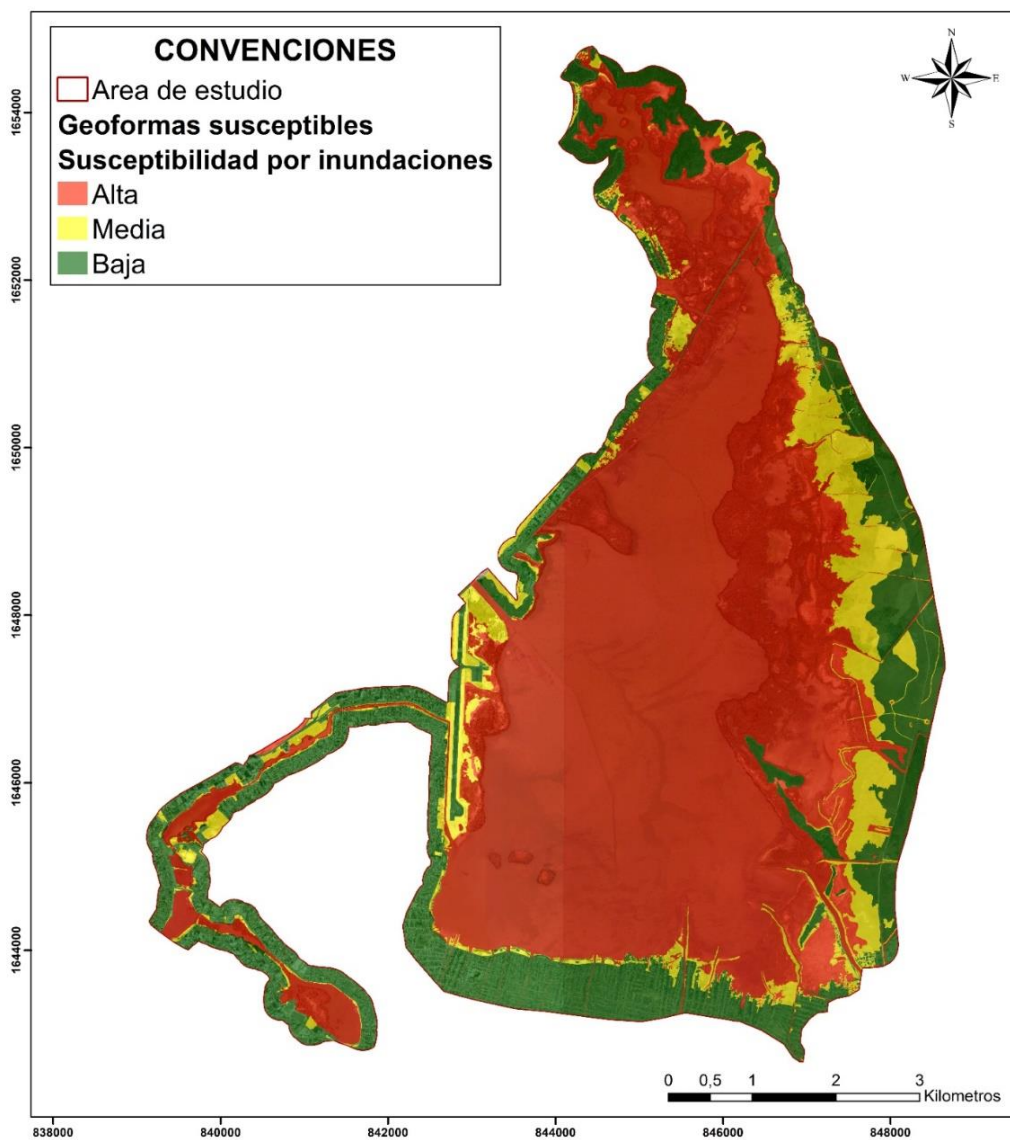 CONVENCIONES
Area de estudio
Geoformas susceptibles
Susceptibilidad por inundaciones
Alta
Media
Baja
N
W E
S
1654000
1652000
1650000
1648000
1646000
1644000
0 0,5 1 2 3
Kilometros
838000 840000 842000 844000 846000 848000